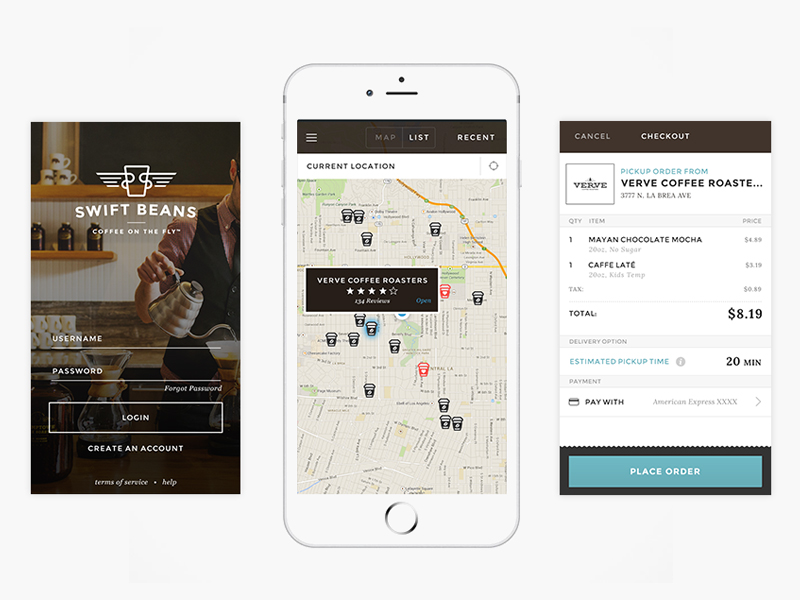 SWIFT BEANS
COFFEE ON THE FLY™
USERNAME
PASSWORD
Forgot Password
LOGIN
CREATE AN ACCOUNT
terms of service • help
MAP LIST RECENT
CURRENT LOCATION
HOLLYWOOD
VERVE COFFEE ROASTERS
134 Reviews Open
CENTRAL LA
CANCEL CHECKOUT
VERVE
PICKUP ORDER FROM
VERVE COFFEE ROASTE...
3777 N. LA BREA AVE
QTY ITEM PRICE
1 MAYAN CHOCOLATE MOCHA $4.89
20oz, No Sugar
1 CAFFE LATÉ $3.19
20oz, Kids Temp
TAX: $0.89
TOTAL: $8.19
DELIVERY OPTION
ESTIMATED PICKUP TIME i 20 MIN
PAYMENT
PAY WITH American Express XXXX
PLACE ORDER